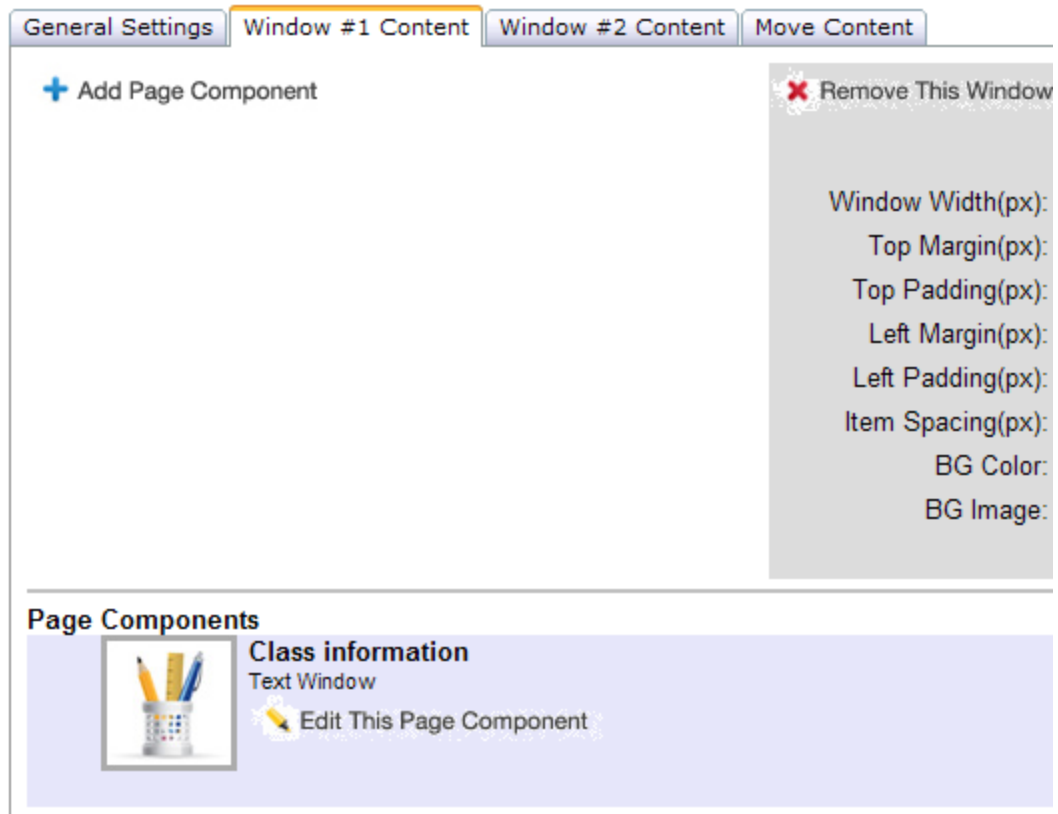 General Settings Window #1 Content Window #2 Content Move Content
Add Page Component
Remove This Window
Window Width(px):
Top Margin(px):
Top Padding(px):
Left Margin(px):
Left Padding(px):
Item Spacing(px):
BG Color:
BG Image:
Page Components
Class information
Text Window
Edit This Page Component